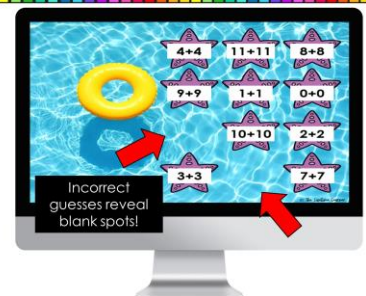 4+4 11+11 8+8
9+9 1+1 0+0
10+10 2+2
3+3 7+7
Incorrect
guesses reveal
blank spots!